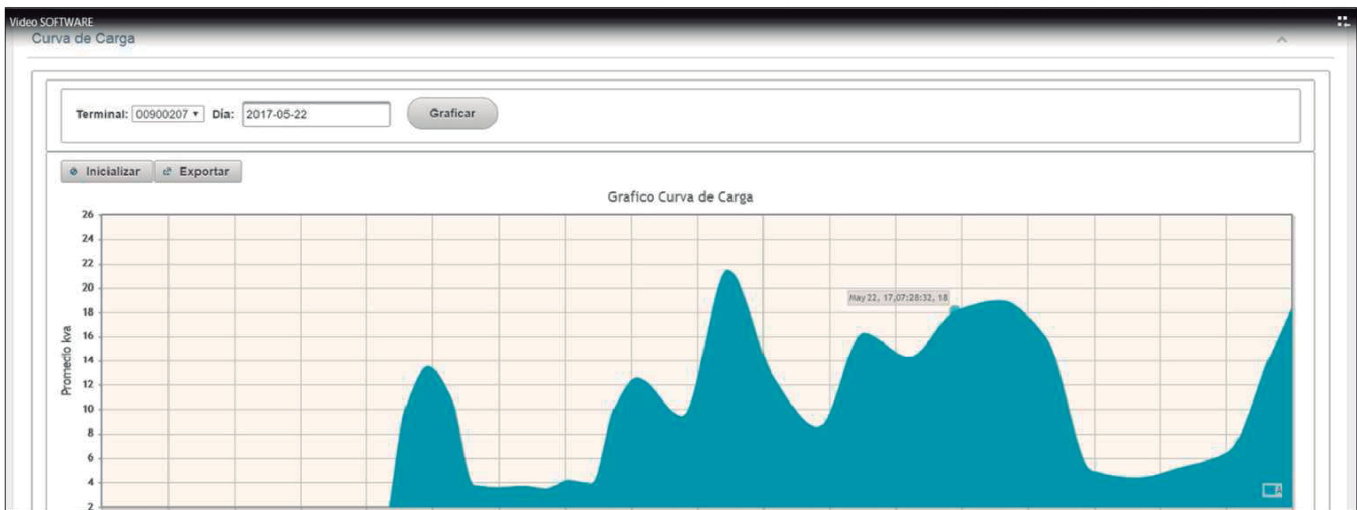 Video SOFTWARE
Curva de Carga
Terminal: 00900207 Día: 2017-05-22 Graficar
Inicializar Exportar
Grafico Curva de Carga
26
24
22
20
May 22, 17,07:28:32, 18
18
16
14
12
10
8
6
4
2
Promedio kva